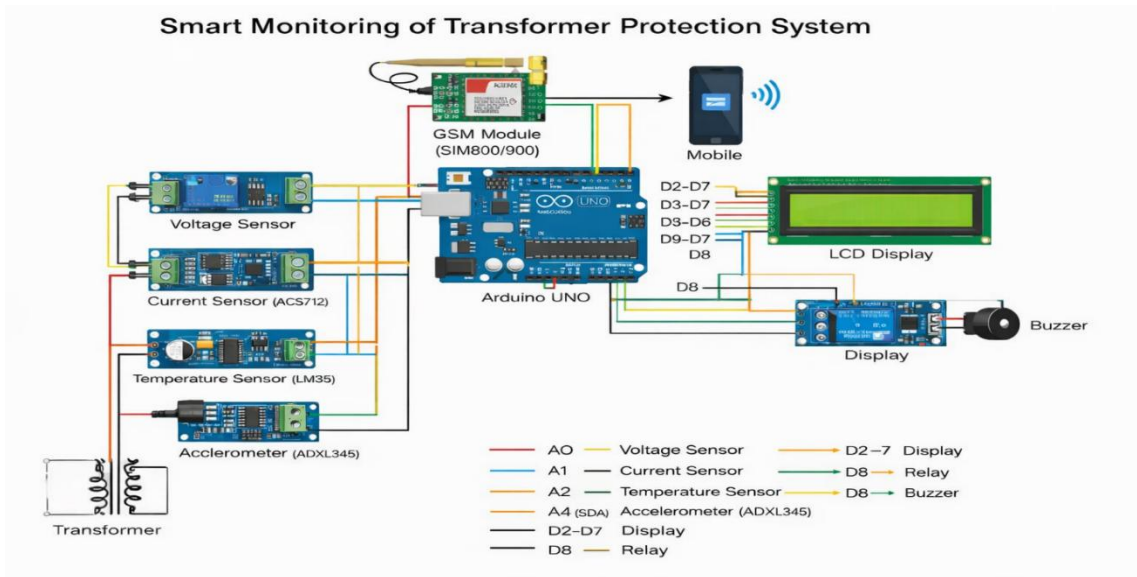 Smart Monitoring of Transformer Protection System
GSM Module
(SIM800/900)
Mobile
Voltage Sensor
Current Sensor (ACS712)
Temperature Sensor (LM35)
Acclerometer (ADXL345)
Transformer
UNO
Arduino UNO
D2–D7
D3–D7
D3–D6
D9–D7
D8
LCD Display
D8
Display
Buzzer
A0 Voltage Sensor
A1 Current Sensor
A2 Temperature Sensor
A4 (SDA) Accelerometer (ADXL345)
D2–D7 Display
D8 Relay
D2–7 Display
D8 Relay
D8 Buzzer